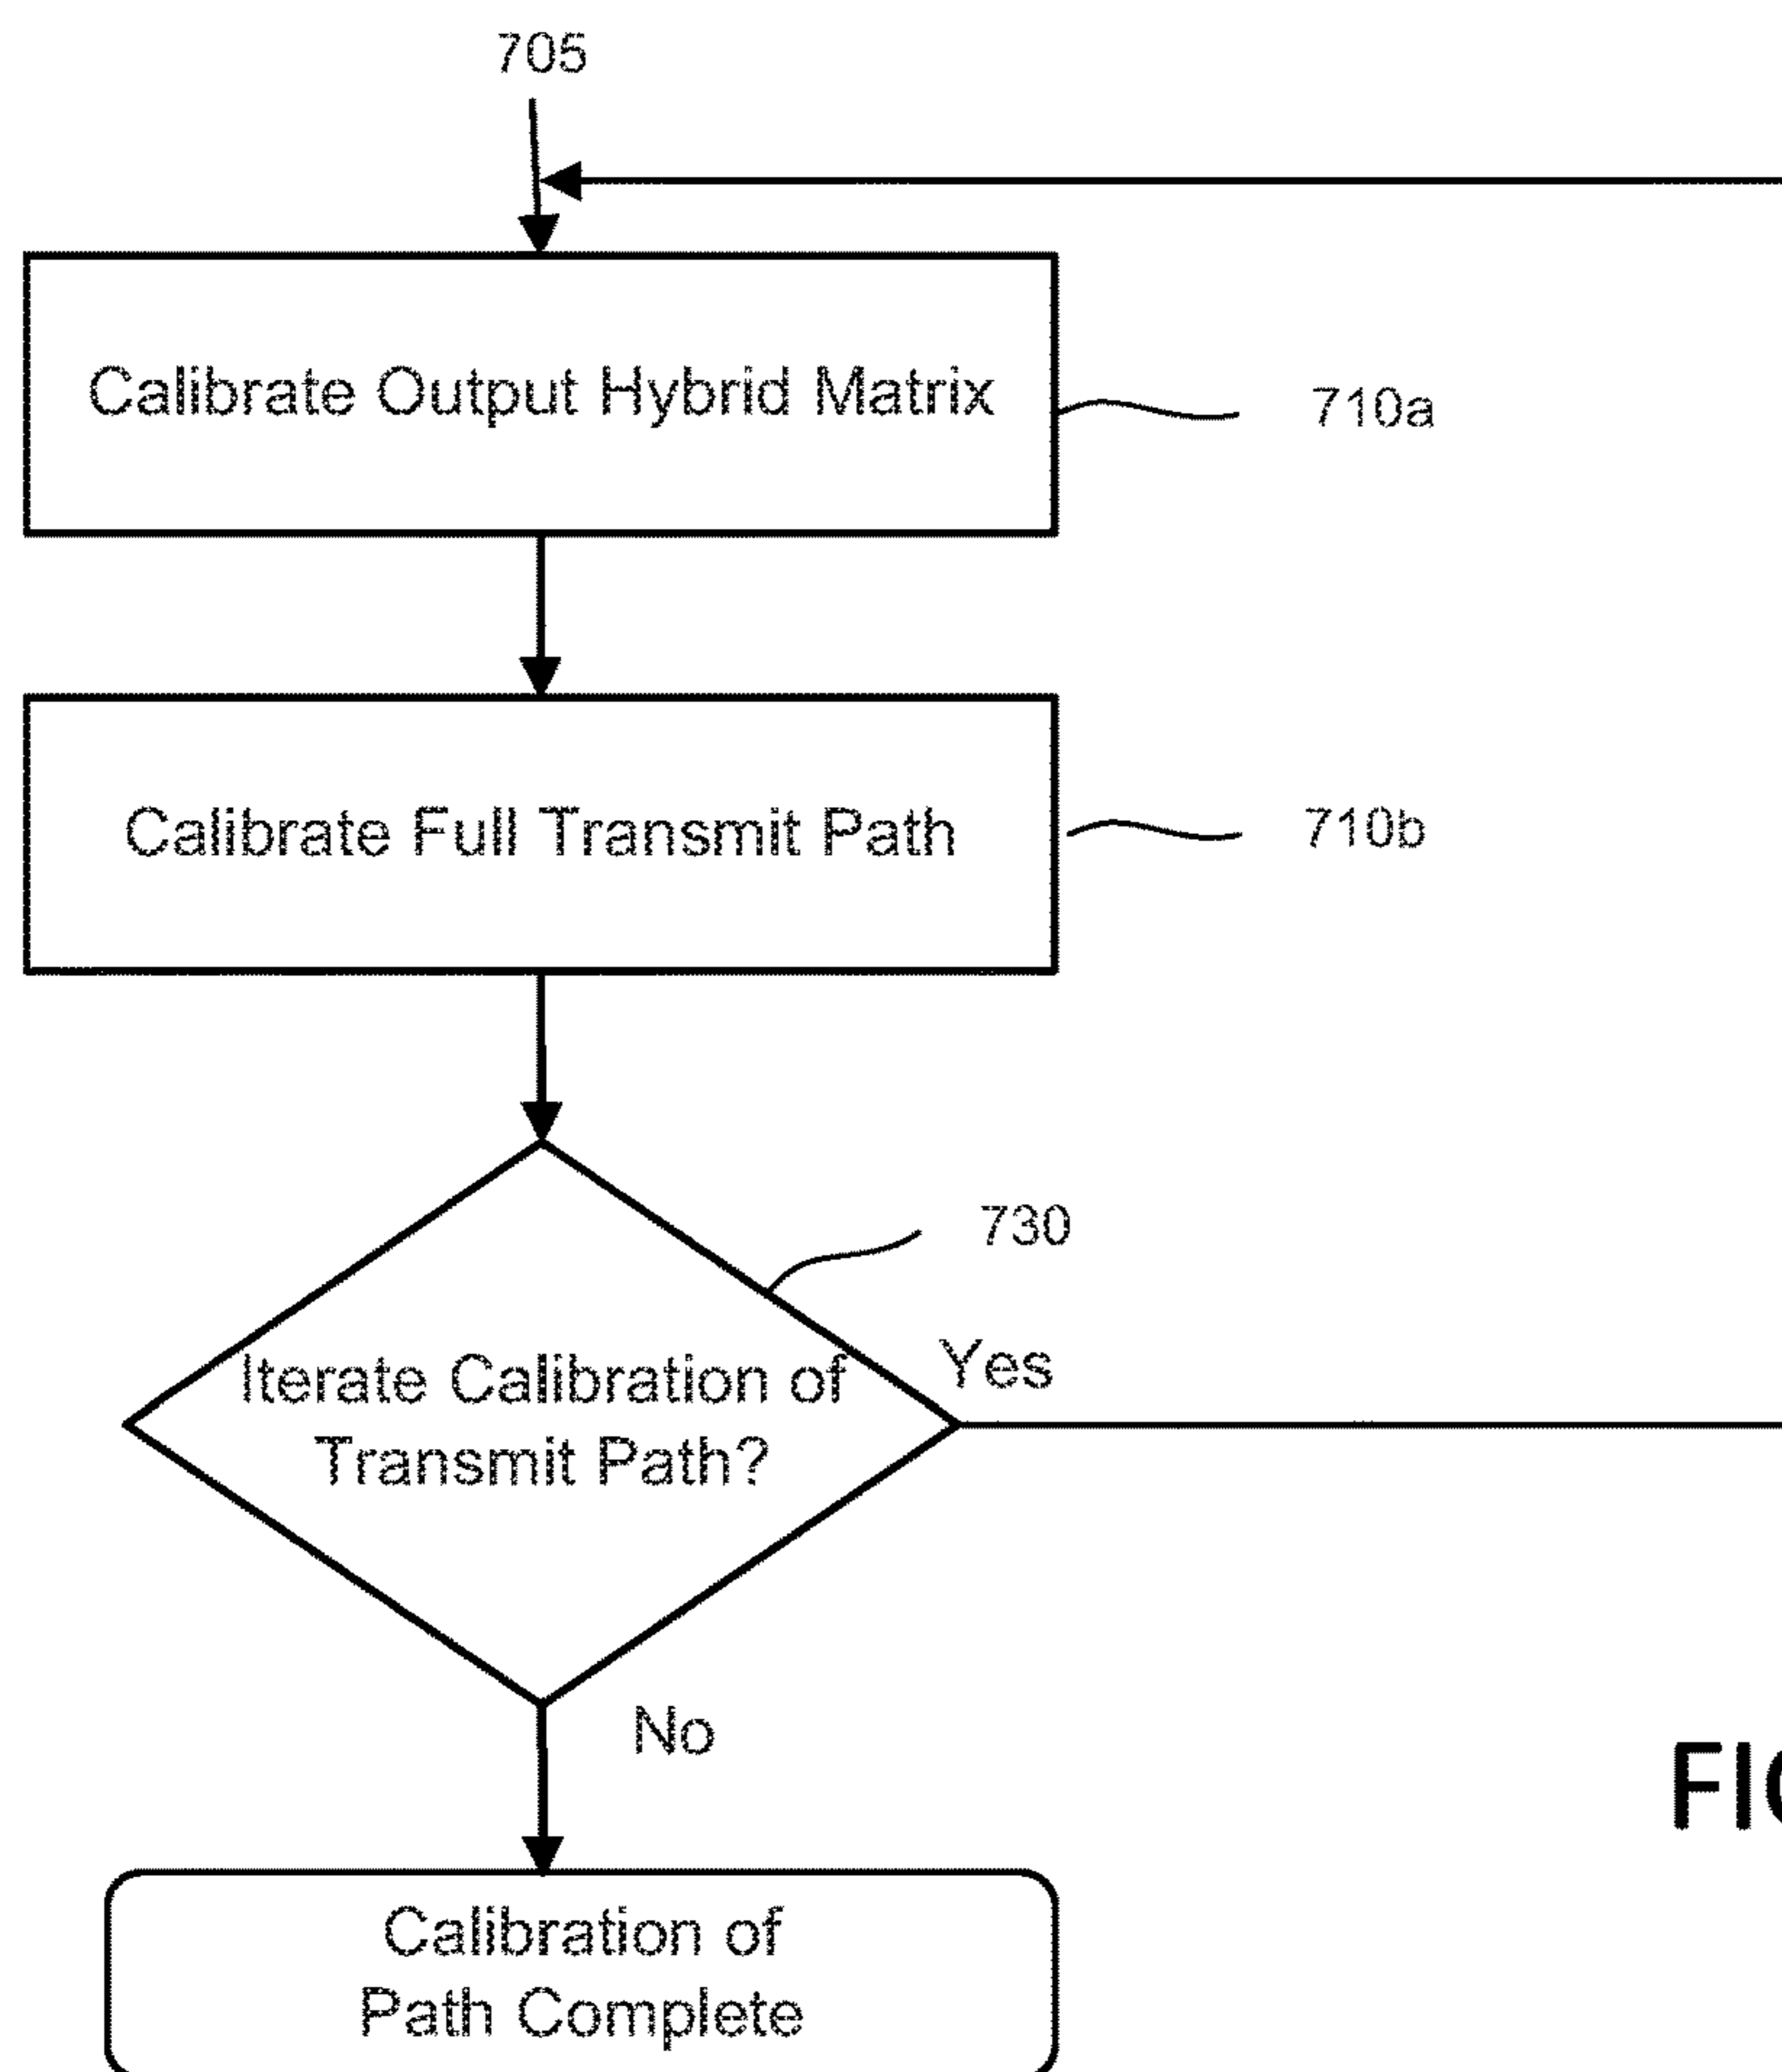 705
Calibrate Output Hybrid Matrix
710a
Calibrate Full Transmit Path
710b
730
Iterate Calibration of
Transmit Path?
Yes
No
Calibration of
Path Complete